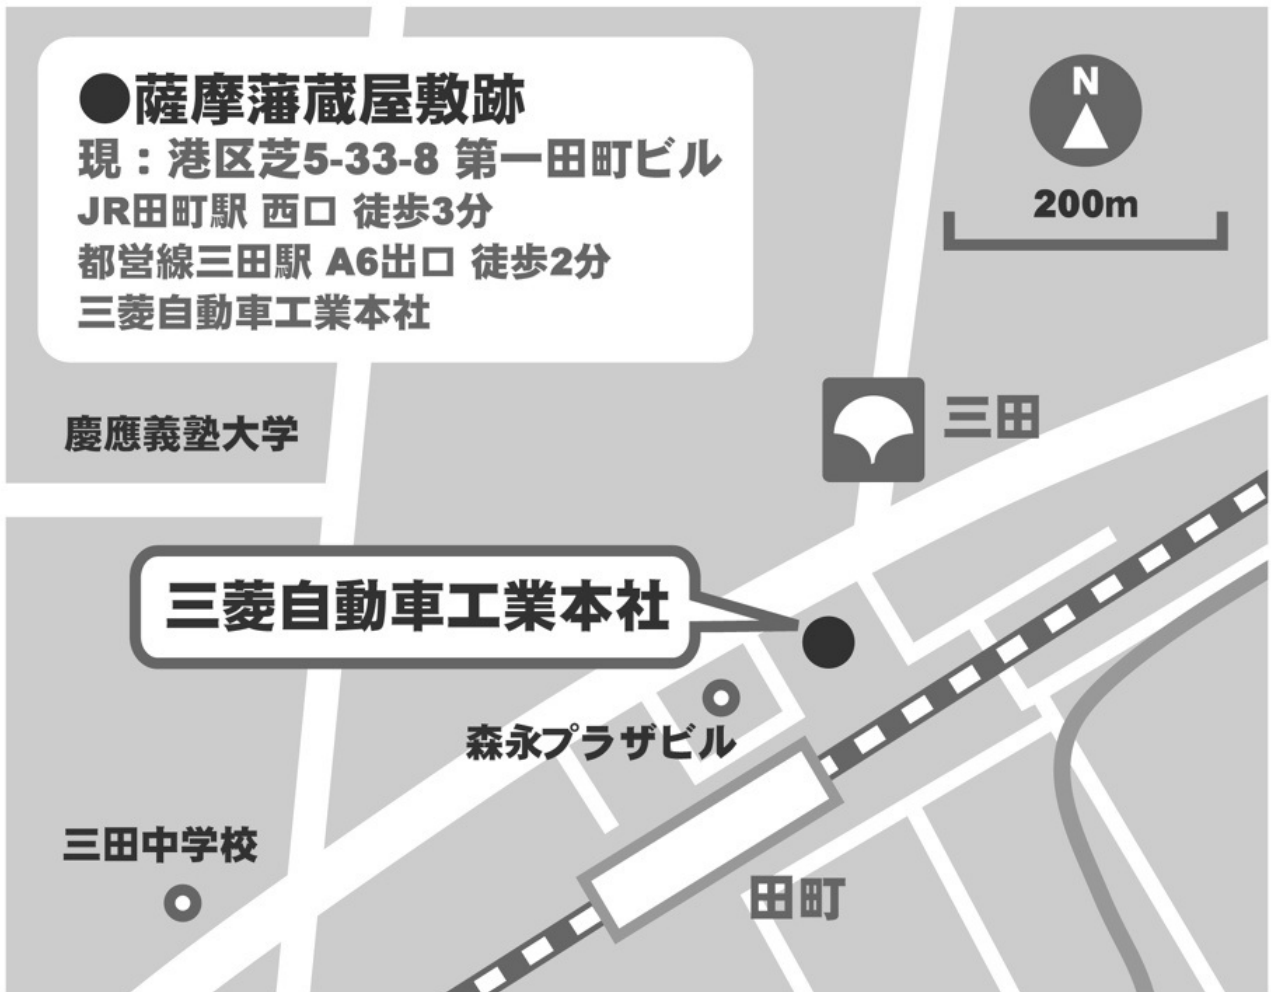 ●薩摩藩蔵屋敷跡
現：港区芝5-33-8 第一田町ビル
JR田町駅 西口 徒歩3分
都営線三田駅 A6出口 徒歩2分
三菱自動車工業本社
N
200m
慶應義塾大学
三田
三菱自動車工業本社
森永プラザビル
三田中学校
田町